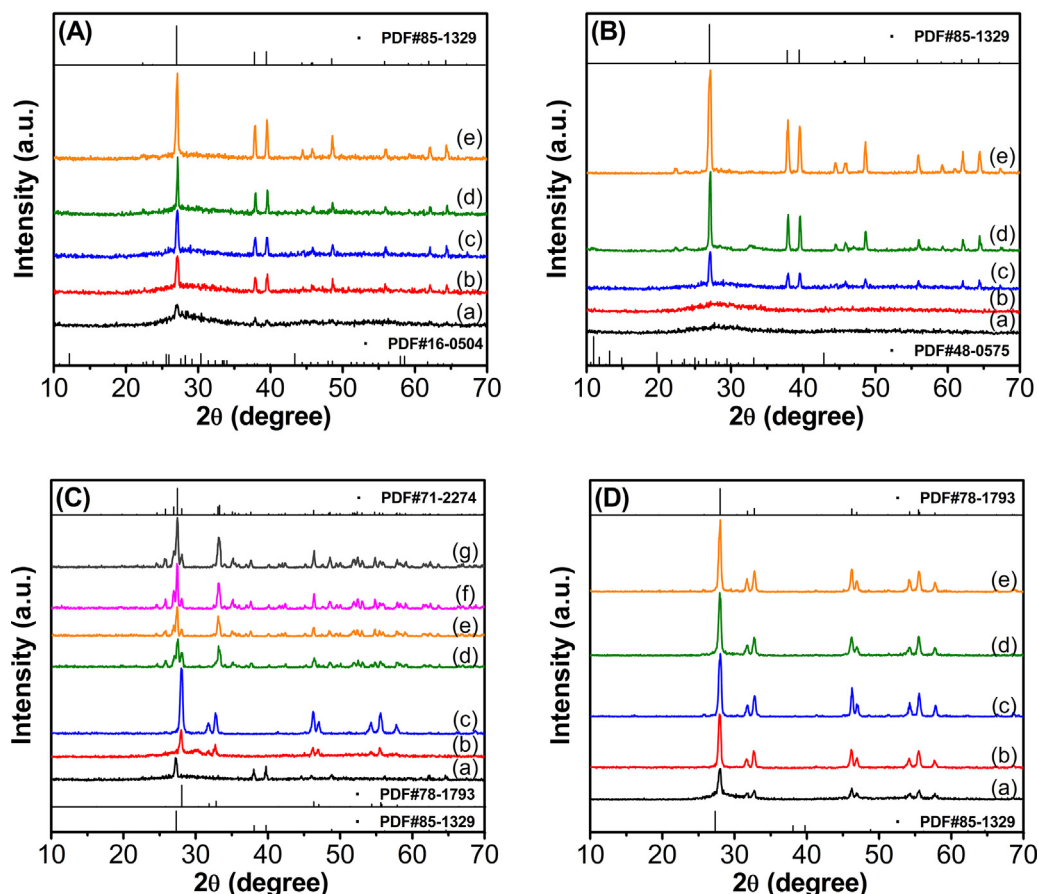 (A)
PDF#85-1329
(e)
(d)
(c)
(b)
(a)
PDF#16-0504
10 20 30 40 50 60 70
2θ (degree)
Intensity (a.u.)
(B)
PDF#85-1329
(e)
(d)
(c)
(b)
(a)
PDF#48-0575
10 20 30 40 50 60 70
2θ (degree)
Intensity (a.u.)
(C)
PDF#71-2274
(g)
(f)
(e)
(d)
(c)
(b)
(a)
PDF#78-1793
PDF#85-1329
10 20 30 40 50 60 70
2θ (degree)
Intensity (a.u.)
(D)
PDF#78-1793
(e)
(d)
(c)
(b)
(a)
PDF#85-1329
10 20 30 40 50 60 70
2θ (degree)
Intensity (a.u.)